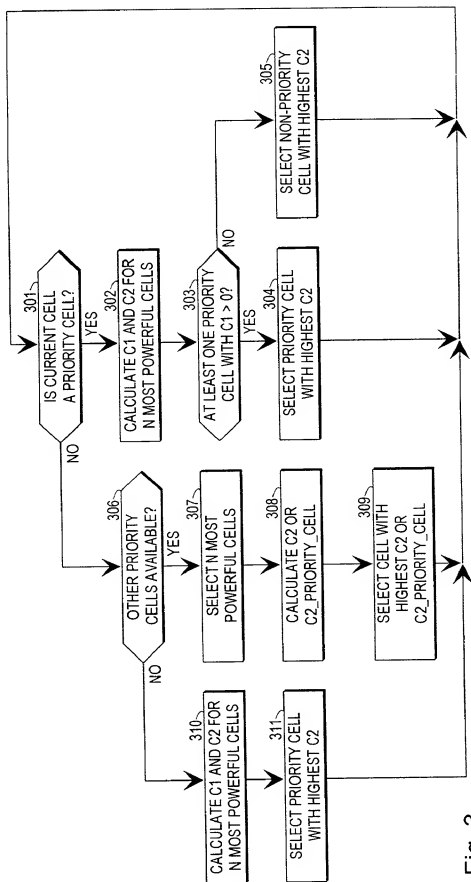 301
IS CURRENT CELL
A PRIORITY CELL?
NO
YES
302
CALCULATE C1 AND C2 FOR
N MOST POWERFUL CELLS
303
AT LEAST ONE PRIORITY
CELL WITH C1 > 0?
NO
YES
304
SELECT PRIORITY CELL
WITH HIGHEST C2
305
SELECT NON-PRIORITY
CELL WITH HIGHEST C2
306
OTHER PRIORITY
CELLS AVAILABLE?
NO
YES
307
SELECT N MOST
POWERFUL CELLS
308
CALCULATE C2 OR
C2_PRIORITY_CELL
309
SELECT CELL WITH
HIGHEST C2 OR
C2_PRIORITY_CELL
310
CALCULATE C1 AND C2 FOR
N MOST POWERFUL CELLS
311
SELECT PRIORITY CELL
WITH HIGHEST C2